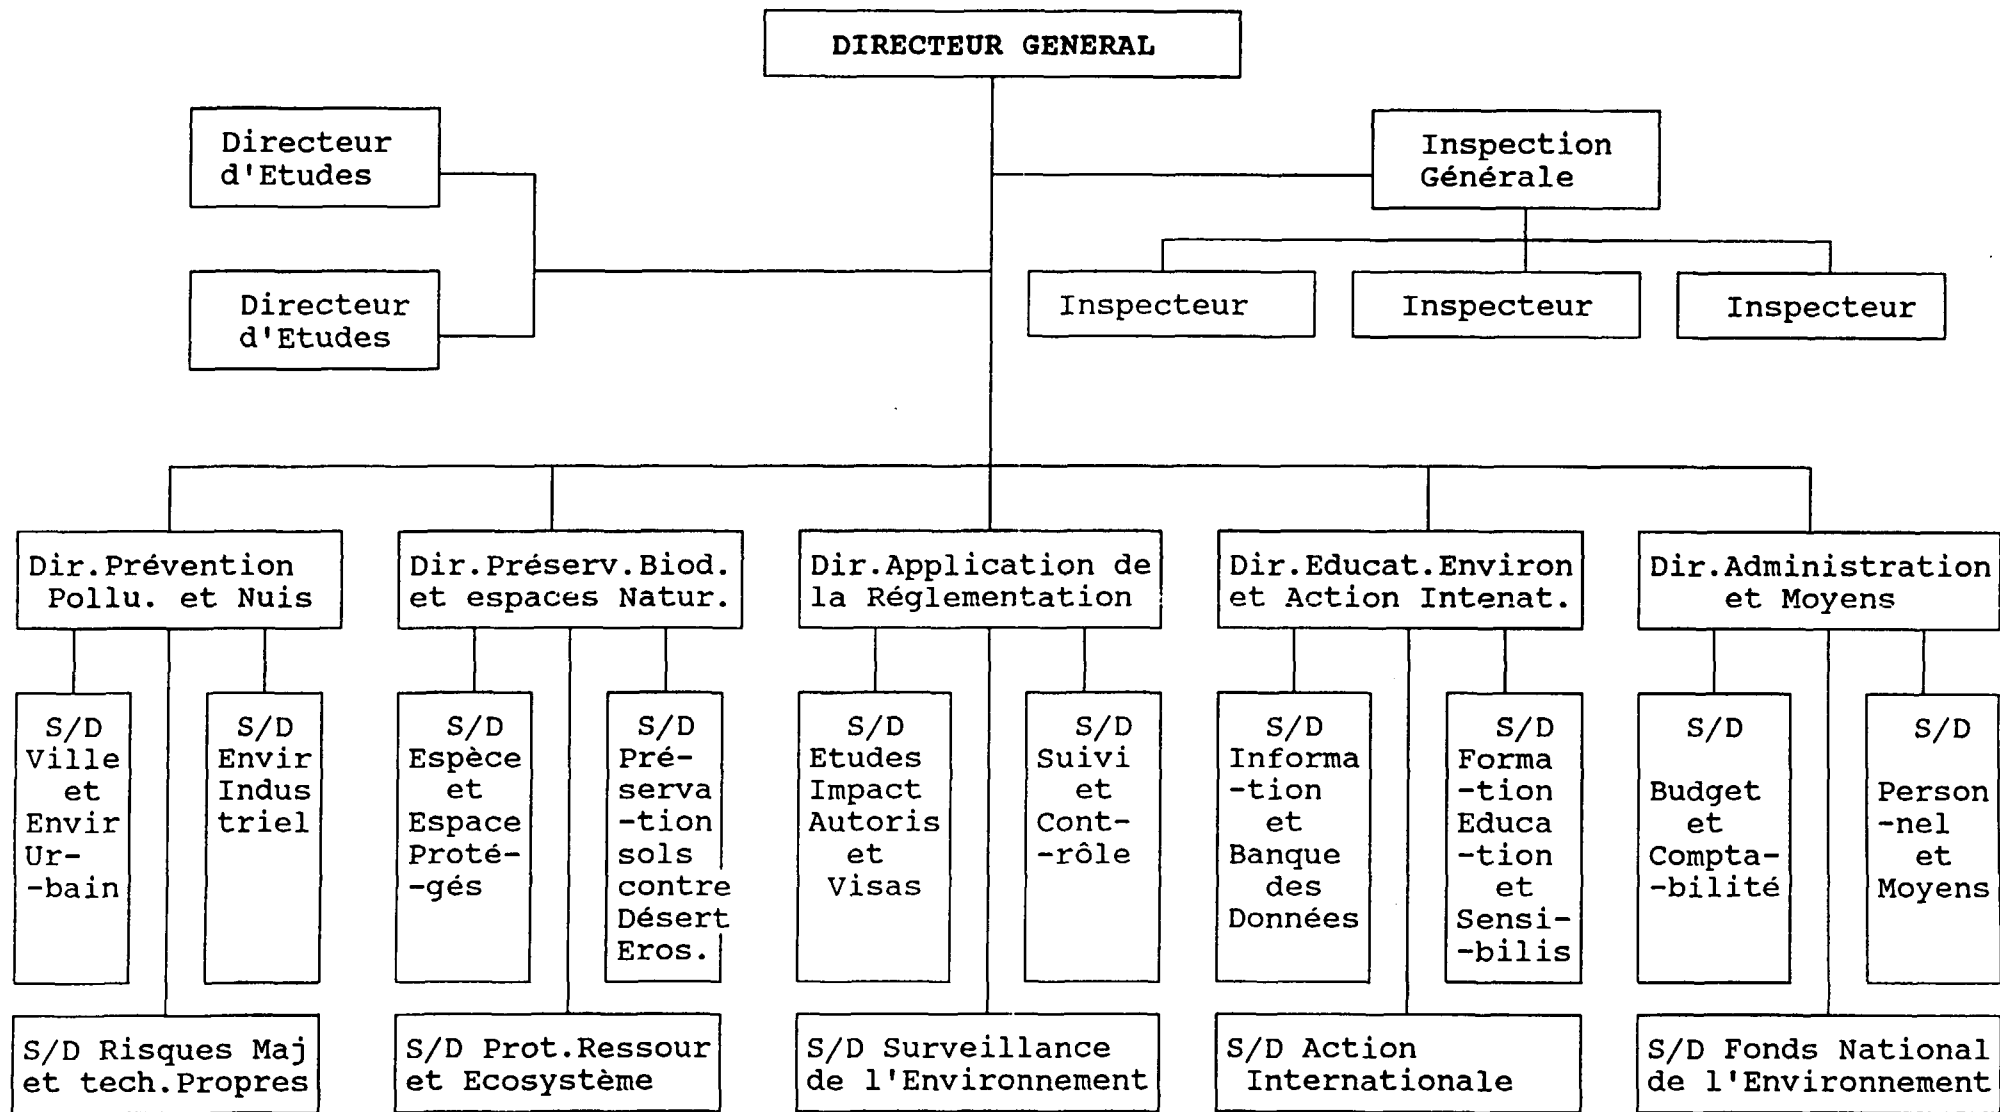 DIRECTEUR GENERAL
Directeur
d'Etudes
Inspection
Générale
Directeur
d'Etudes
Inspecteur
Inspecteur
Inspecteur
Dir.Prévention
Pollu. et Nuis
Dir.Préserv.Biod.
et espaces Natur.
Dir.Application de
la Réglementation
Dir.Educat.Environ
et Action Intenat.
Dir.Administration
et Moyens
S/D
Ville
et
Envir
Ur-
-bain
S/D
Envir
Indus
triel
S/D
Espèce
et
Espace
Proté-
-gés
S/D
Pré-
serva
-tion
sols
contre
Désert
Eros.
S/D
Etudes
Impact
Autoris
et
Visas
S/D
Suivi
et
Cont-
-rôle
S/D
Informa
-tion
et
Banque
des
Données
S/D
Forma
-tion
Educa
-tion
et
Sensi-
-bilis
S/D
Budget
et
Compta-
-bilité
S/D
Person
-nel
et
Moyens
S/D Risques Maj
et tech.Propres
S/D Prot.Ressour
et Ecosystème
S/D Surveillance
de l'Environnement
S/D Action
Internationale
S/D Fonds National
de l'Environnement